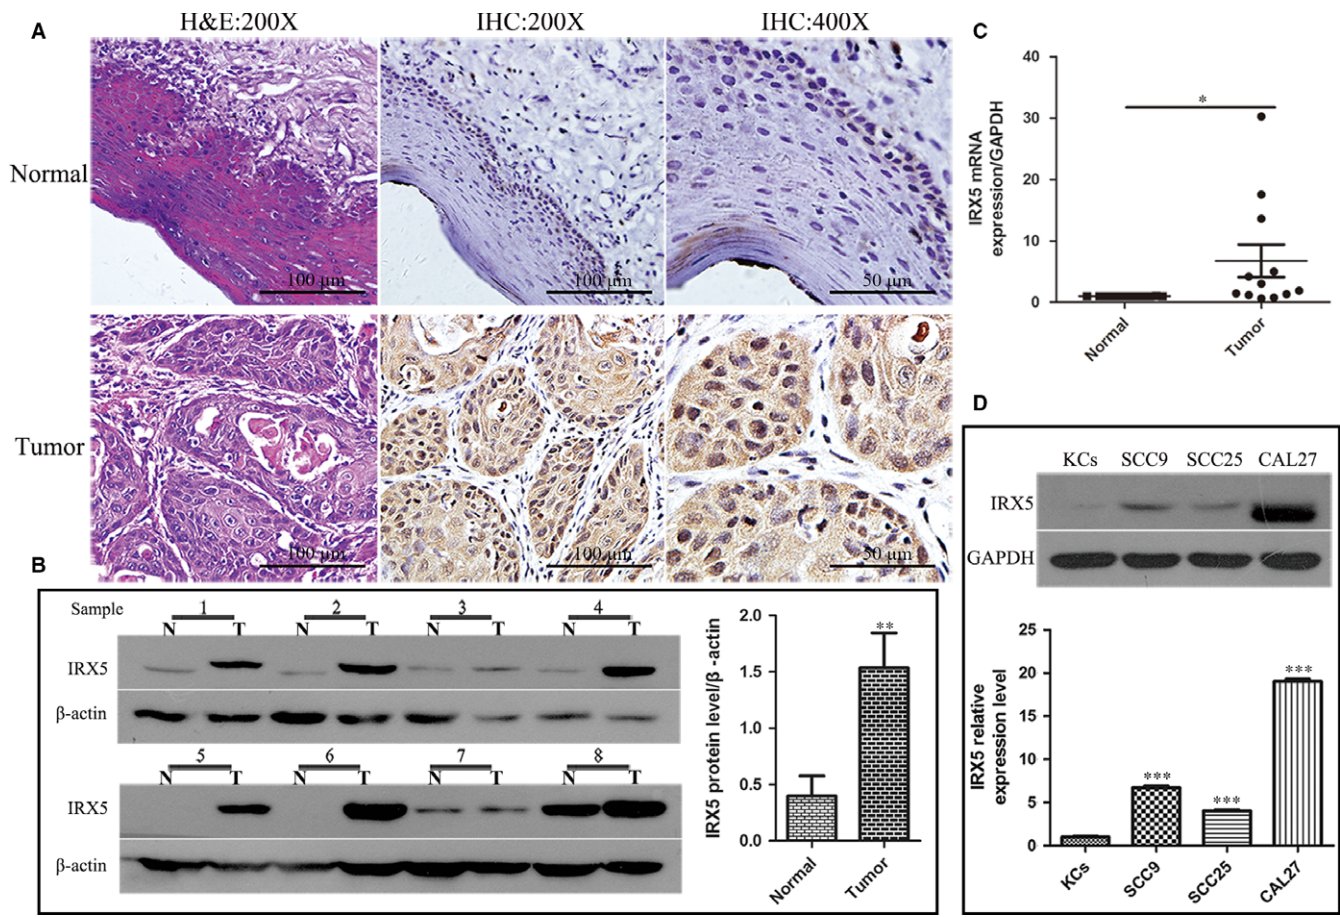 A
H&E:200X IHC:200X IHC:400X
Normal
100 μm 100 μm 50 μm
Tumor
100 μm 100 μm 50 μm
B
Sample 1 2 3 4
N T N T N T N T
IRX5
β-actin
5 6 7 8
N T N T N T N T
IRX5
β-actin
IRX5 protein level/β -actin
2.0
1.5
1.0
0.5
0.0
**
Normal Tumor
C
IRX5 mRNA
expression/GAPDH
40
30
20
10
0
*
Normal Tumor
D
KCs SCC9 SCC25 CAL27
IRX5
GAPDH
IRX5 relative
expression level
25
20
15
10
5
0
*** *** ***
KCs SCC9 SCC25 CAL27